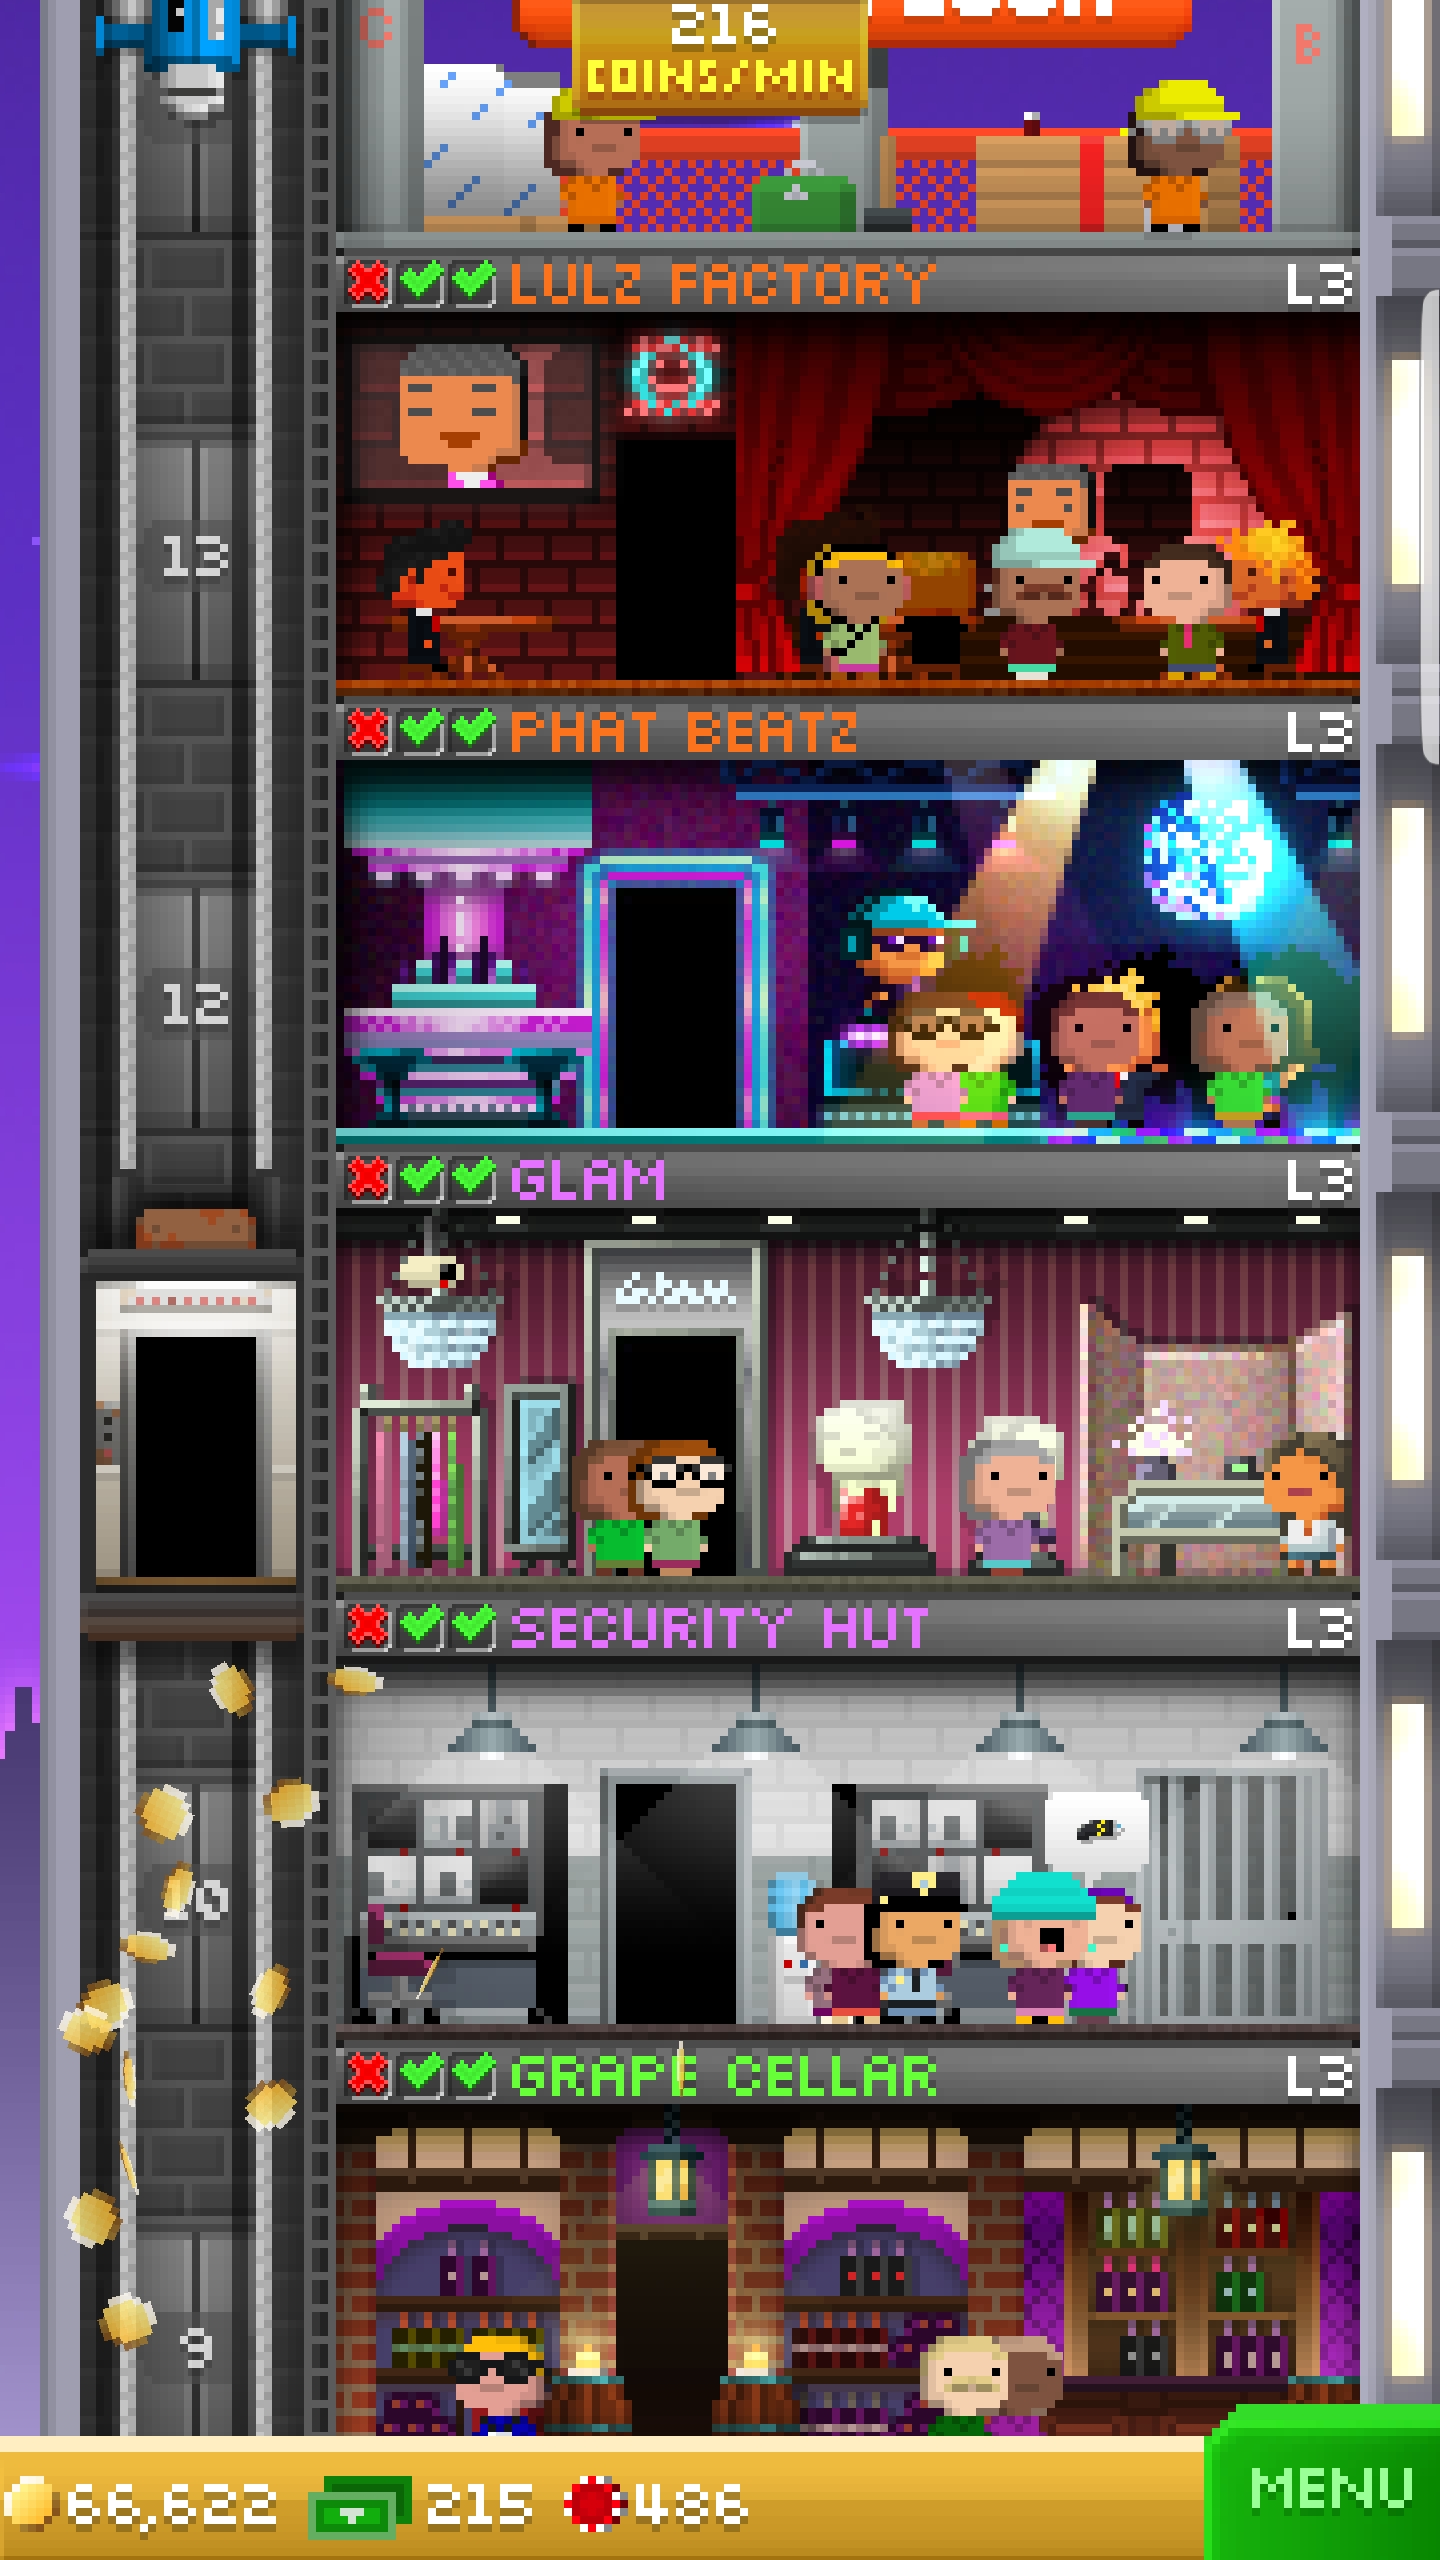 C
B
216
COINS/MIN
LULZ FACTORY L3
13
PHAT BEATZ L3
12
GLAM L3
Glam
SECURITY HUT L3
GRAPE CELLAR L3
9
66,622 215 486
MENU